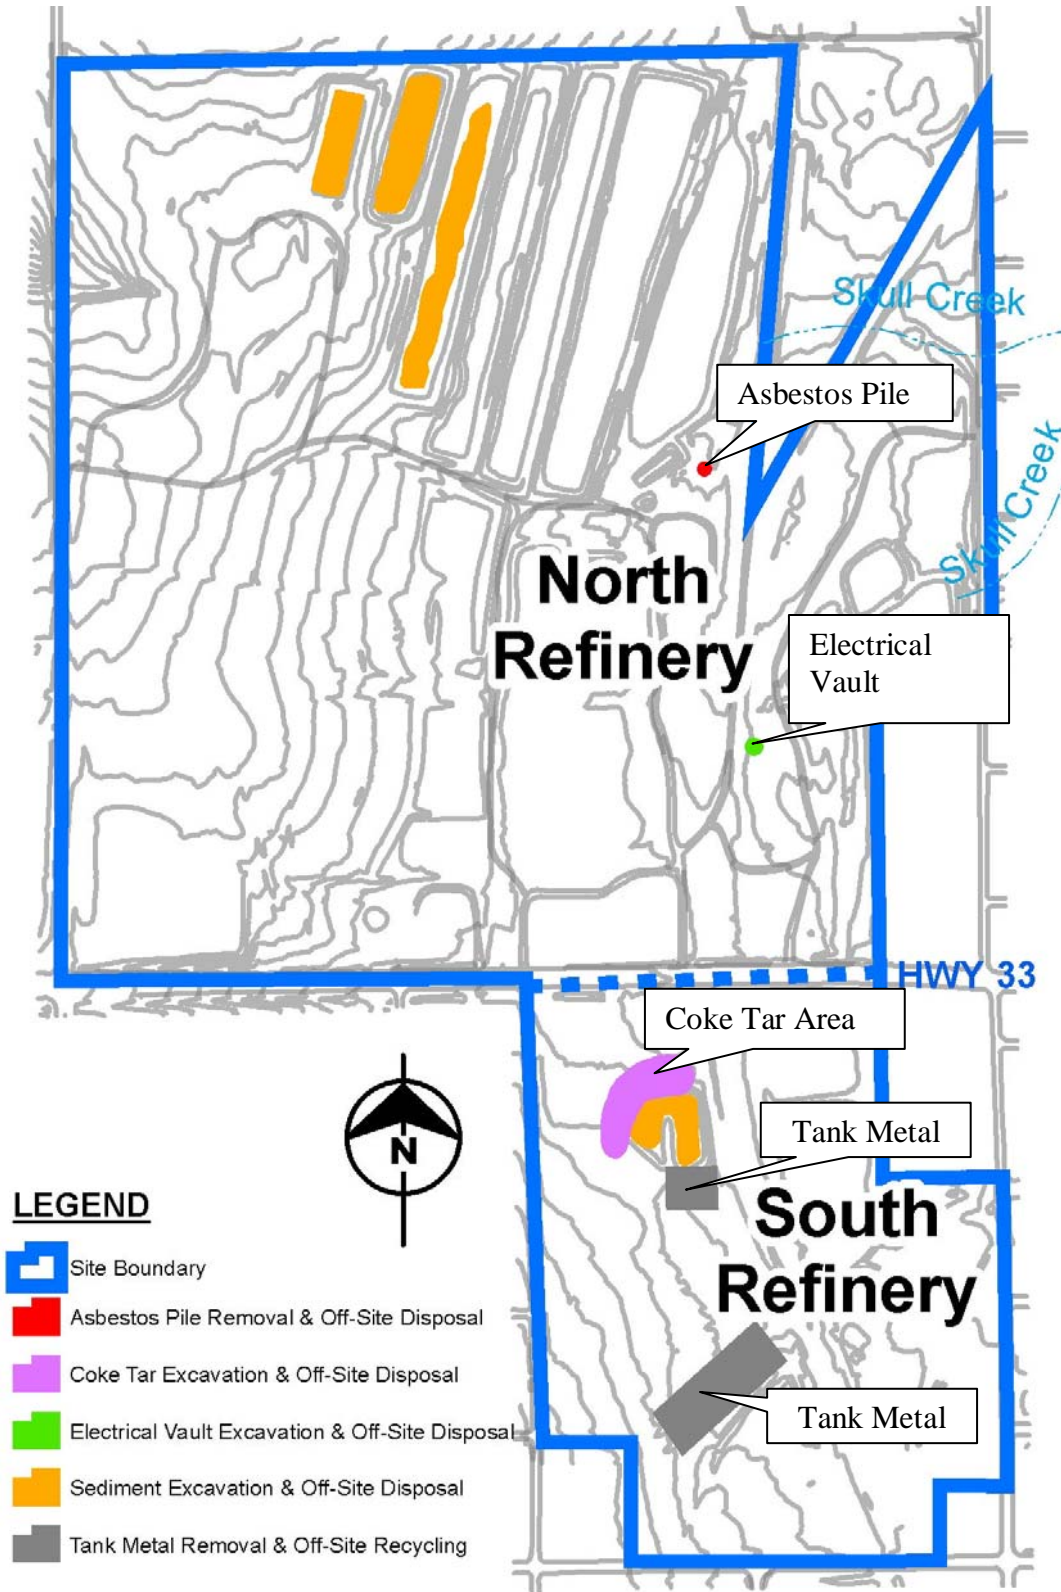 Skull Creek
Asbestos Pile
Skull Creek
North
Refinery
Electrical
Vault
HWY 33
Coke Tar Area
Tank Metal
N
South
Refinery
Tank Metal
LEGEND
Site Boundary
Asbestos Pile Removal & Off-Site Disposal
Coke Tar Excavation & Off-Site Disposal
Electrical Vault Excavation & Off-Site Disposal
Sediment Excavation & Off-Site Disposal
Tank Metal Removal & Off-Site Recycling